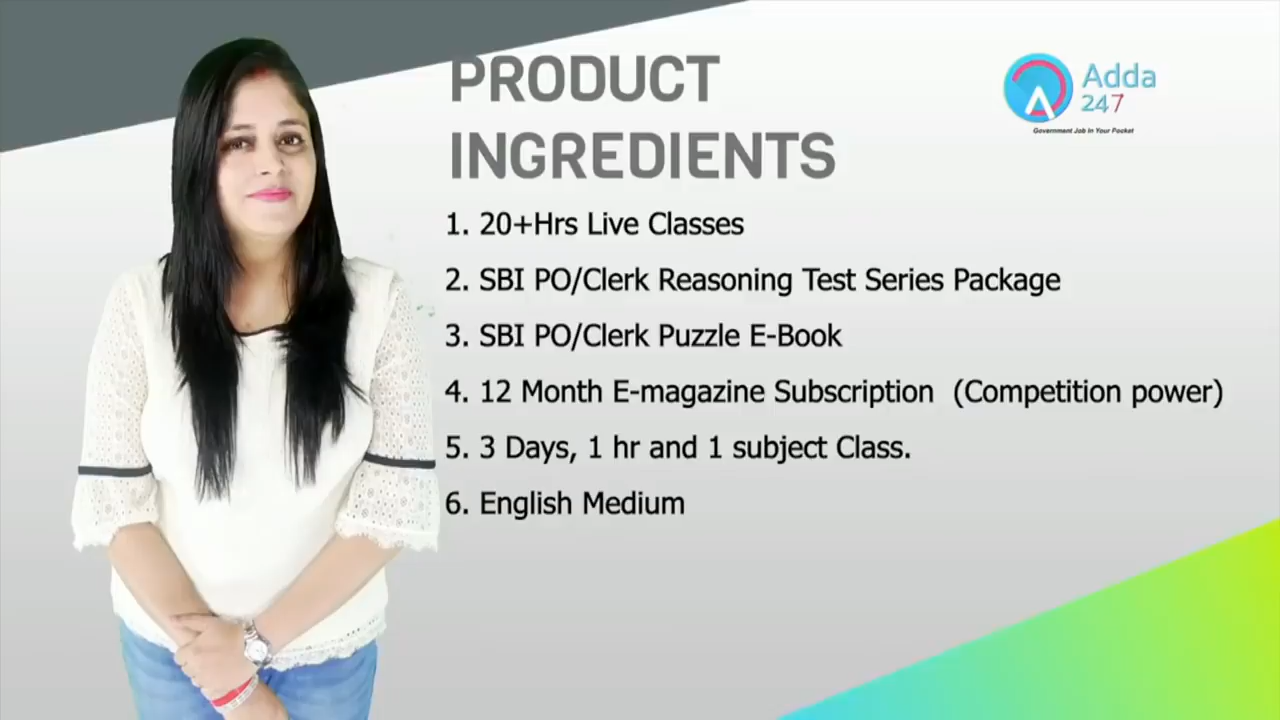 PRODUCT
INGREDIENTS
Adda
247
Government Job In Your Pocket
1. 20+Hrs Live Classes
2. SBI PO/Clerk Reasoning Test Series Package
3. SBI PO/Clerk Puzzle E-Book
4. 12 Month E-magazine Subscription (Competition power)
5. 3 Days, 1 hr and 1 subject Class.
6. English Medium